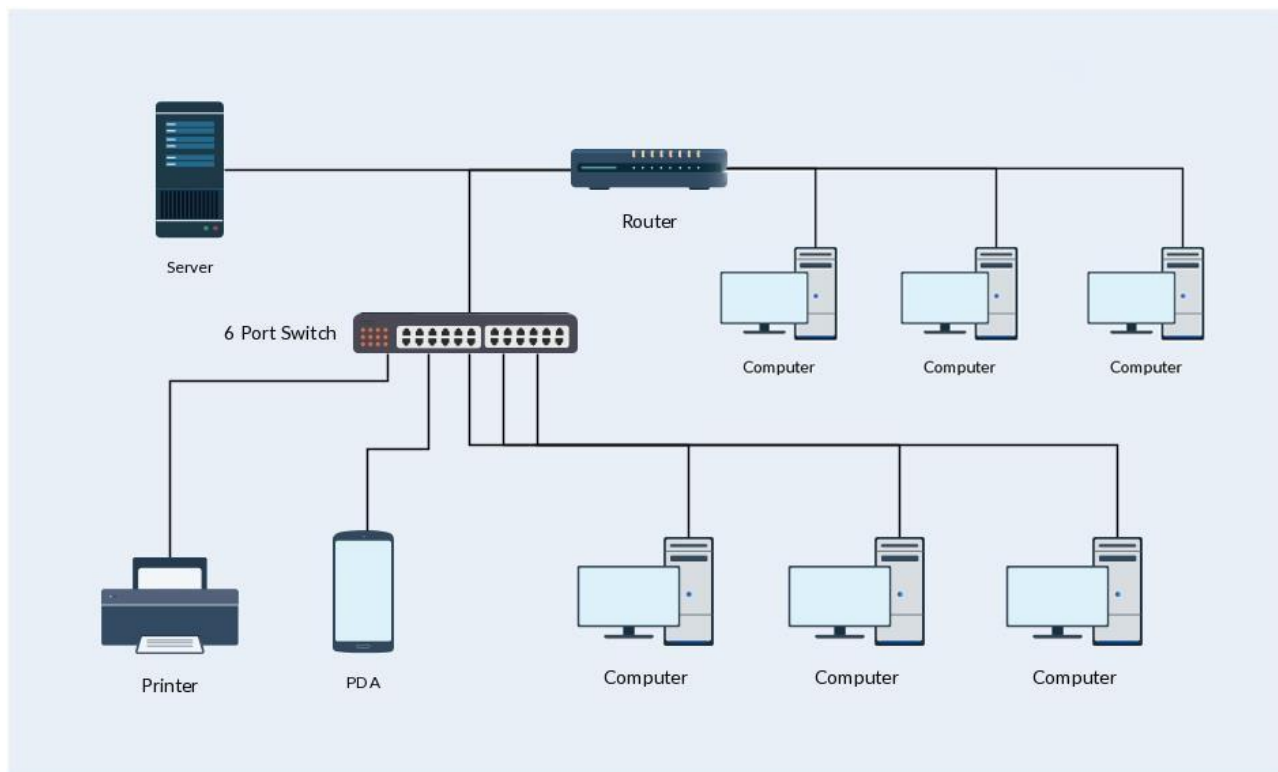 Server
Router
6 Port Switch
Computer
Computer
Computer
Printer
PDA
Computer
Computer
Computer